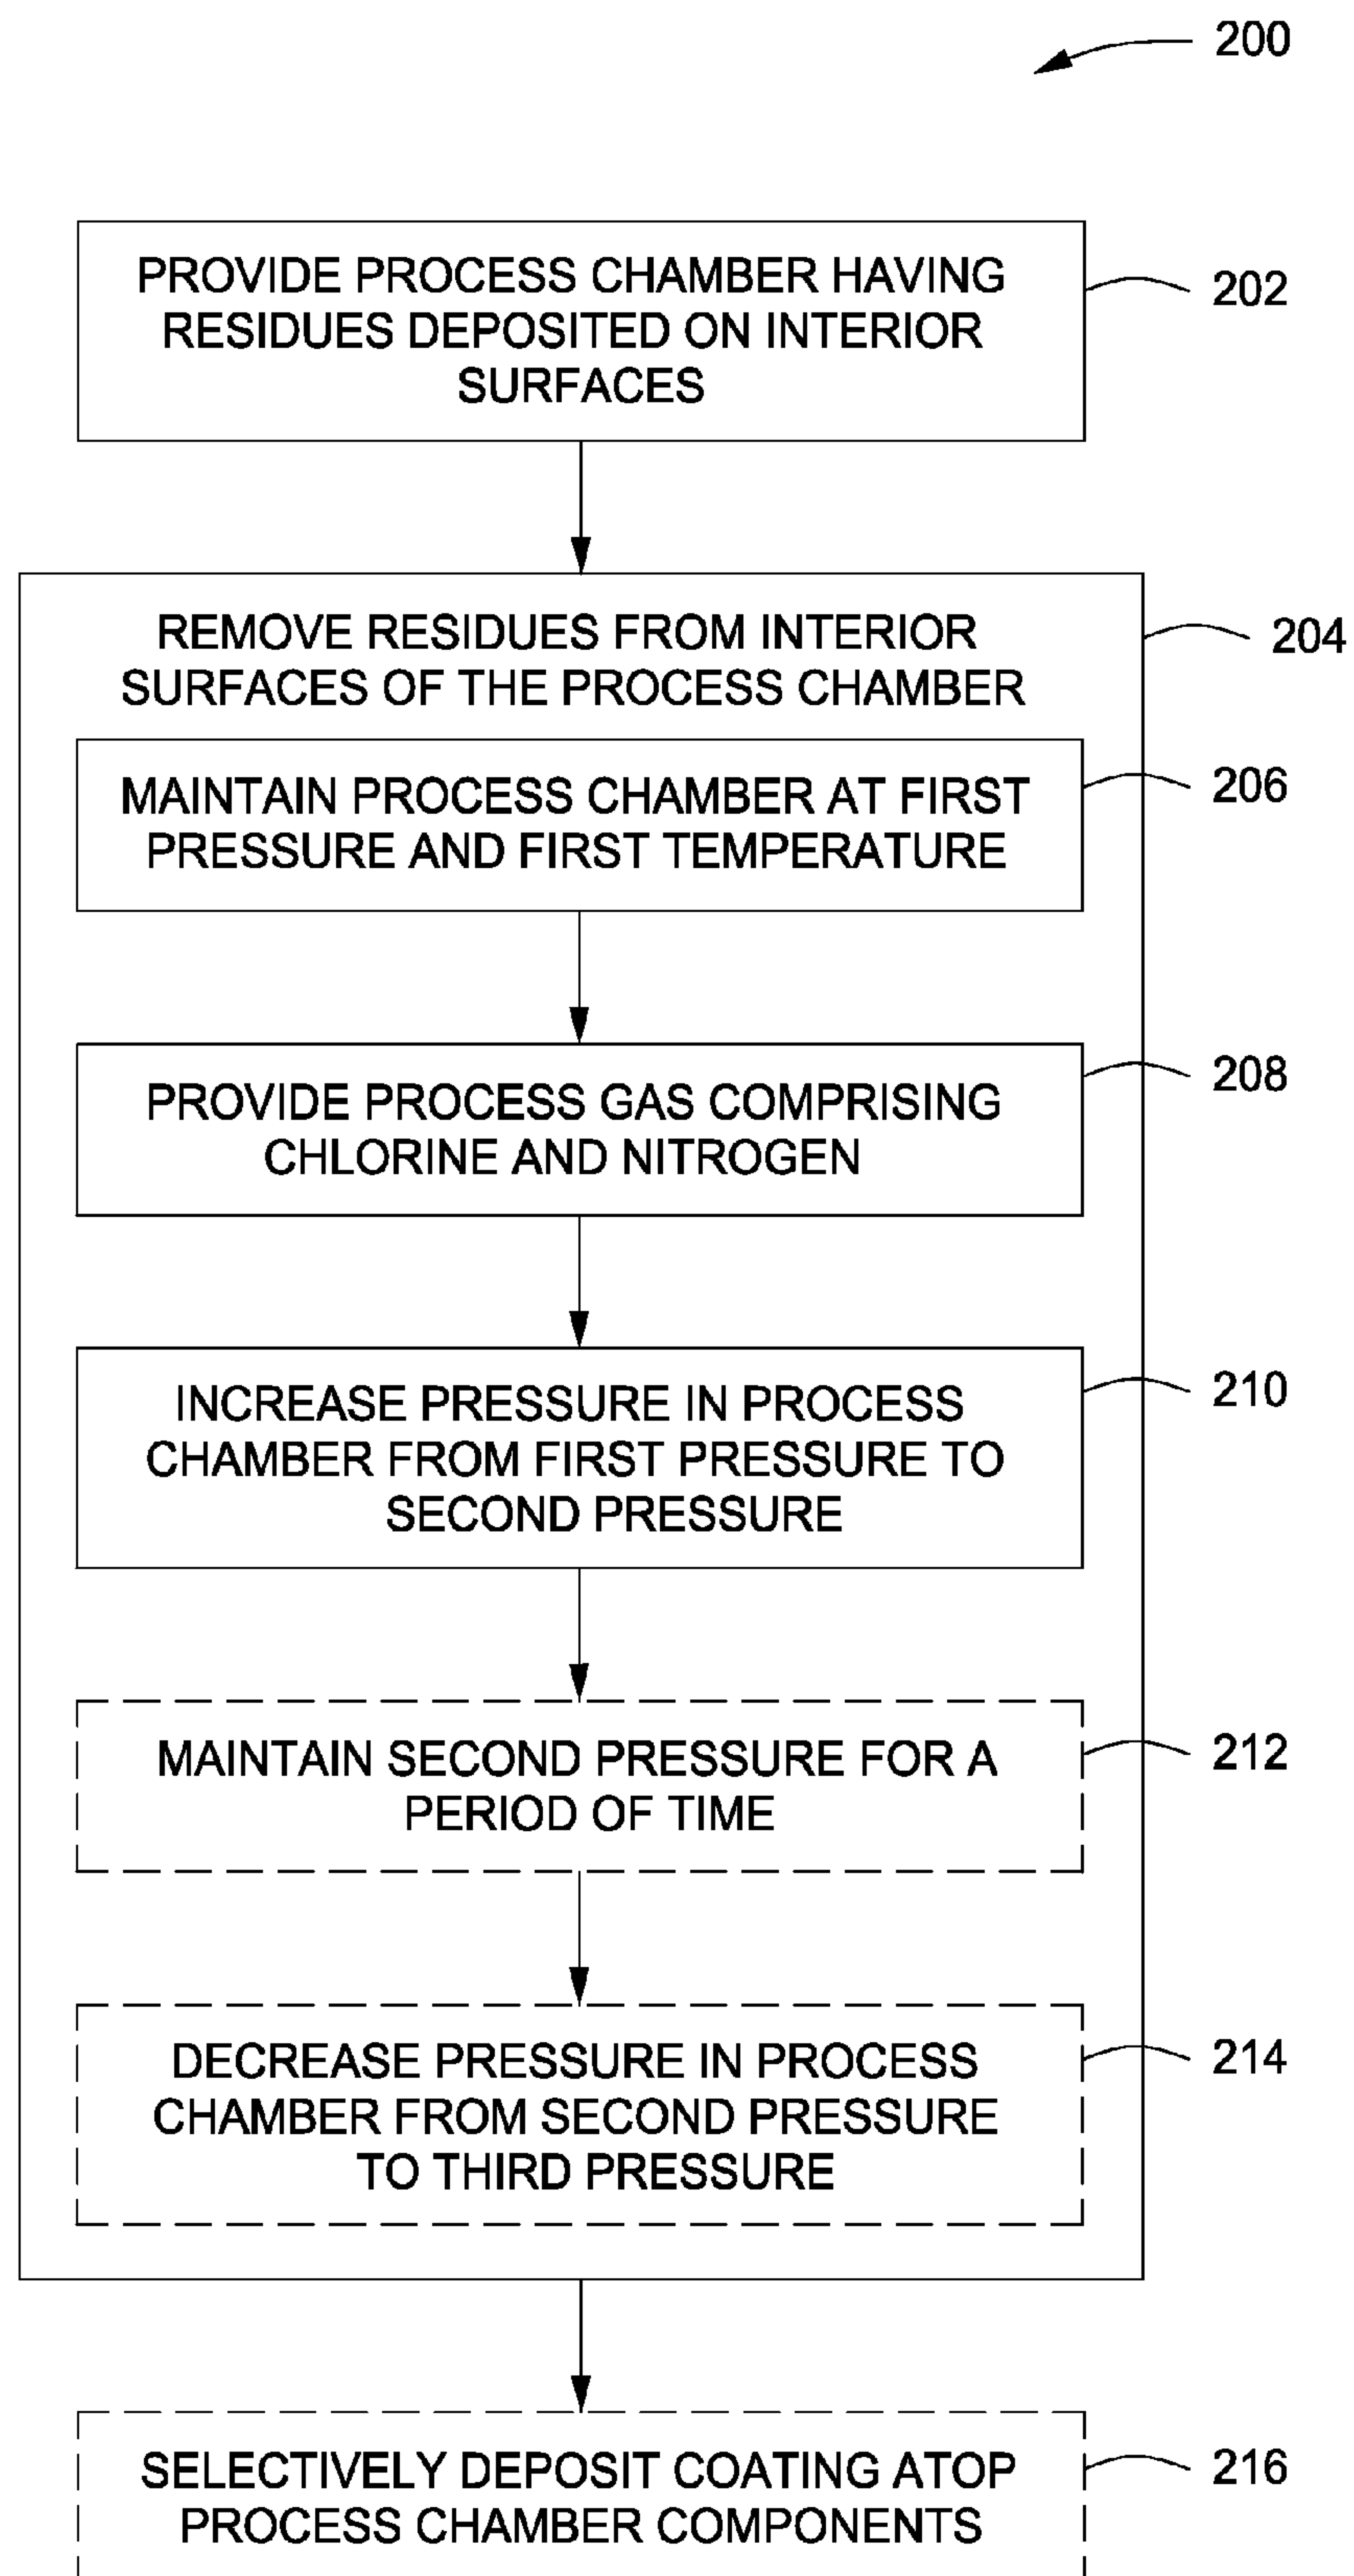 200
PROVIDE PROCESS CHAMBER HAVING
RESIDUES DEPOSITED ON INTERIOR
SURFACES
202
REMOVE RESIDUES FROM INTERIOR
SURFACES OF THE PROCESS CHAMBER
204
MAINTAIN PROCESS CHAMBER AT FIRST
PRESSURE AND FIRST TEMPERATURE
206
PROVIDE PROCESS GAS COMPRISING
CHLORINE AND NITROGEN
208
INCREASE PRESSURE IN PROCESS
CHAMBER FROM FIRST PRESSURE TO
SECOND PRESSURE
210
MAINTAIN SECOND PRESSURE FOR A
PERIOD OF TIME
212
DECREASE PRESSURE IN PROCESS
CHAMBER FROM SECOND PRESSURE
TO THIRD PRESSURE
214
SELECTIVELY DEPOSIT COATING ATOP
PROCESS CHAMBER COMPONENTS
216